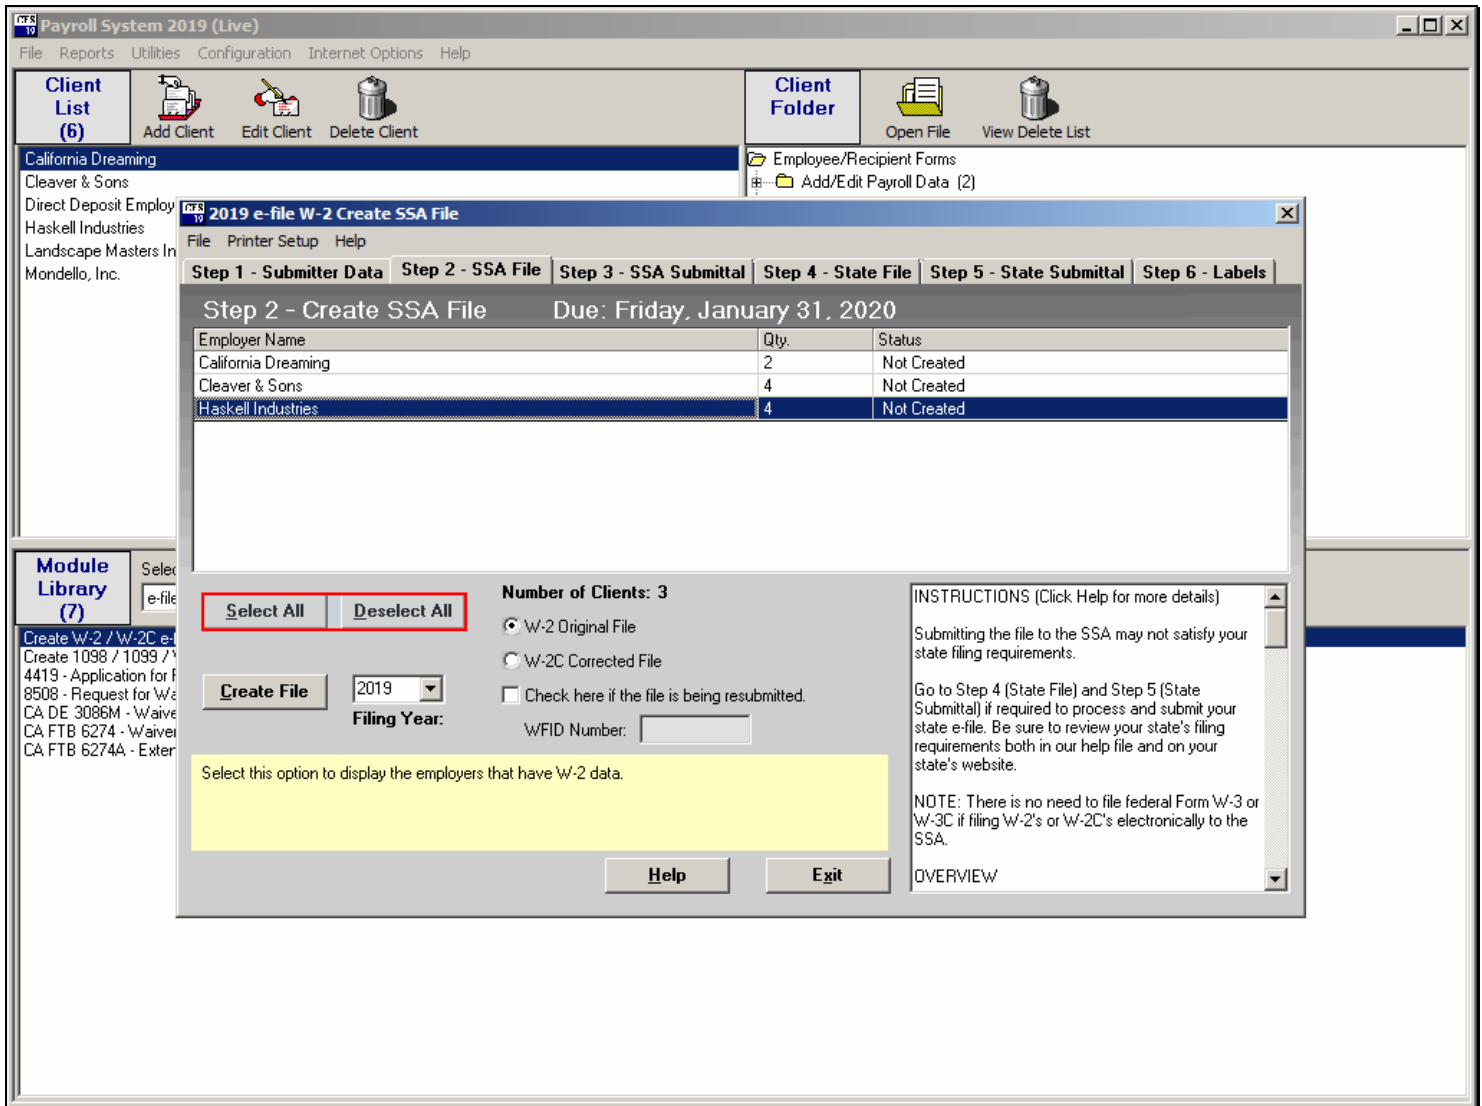 CFS 19 Payroll System 2019 (Live)
File Reports Utilities Configuration Internet Options Help
Client List (6)
Add Client Edit Client Delete Client
Client Folder
Open File View Delete List
California Dreaming
Cleaver & Sons
Direct Deposit Employ
Haskell Industries
Landscape Masters In
Mondello, Inc.
Employee/Recipient Forms
Add/Edit Payroll Data (2)
CFS 19 2019 e-file W-2 Create SSA File
File Printer Setup Help
Step 1 - Submitter Data Step 2 - SSA File Step 3 - SSA Submittal Step 4 - State File Step 5 - State Submittal Step 6 - Labels
Step 2 - Create SSA File Due: Friday, January 31, 2020
Employer Name Qty. Status
California Dreaming 2 Not Created
Cleaver & Sons 4 Not Created
Haskell Industries 4 Not Created
Select All Deselect All
Create File
2019
Filing Year:
Number of Clients: 3
W-2 Original File
W-2C Corrected File
Check here if the file is being resubmitted.
WFID Number:
Select this option to display the employers that have W-2 data.
Help Exit
INSTRUCTIONS (Click Help for more details)
Submitting the file to the SSA may not satisfy your
state filing requirements.
Go to Step 4 (State File) and Step 5 (State
Submittal) if required to process and submit your
state e-file. Be sure to review your state's filing
requirements both in our help file and on your
state's website.
NOTE: There is no need to file federal Form W-3 or
W-3C if filing W-2's or W-2C's electronically to the
SSA.
OVERVIEW
Module Library (7)
Selec
e-file
Create W-2 / W-2C e-
Create 1098 / 1099 /
4419 - Application for
8508 - Request for Wa
CA DE 3086M - Waive
CA FTB 6274 - Waiver
CA FTB 6274A - Exter